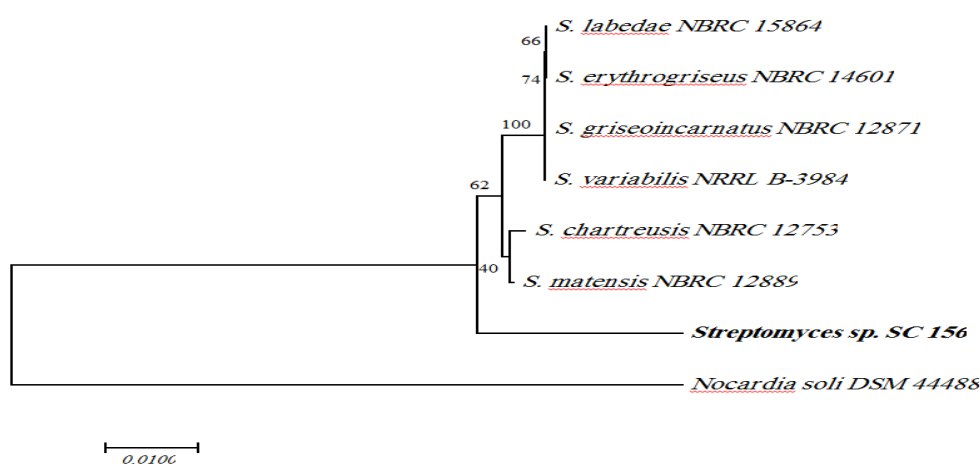 S. labedae NBRC 15864
66
74
S. erythrogriseus NBRC 14601
100
S. griseoincarnatus NBRC 12871
S. variabilis NRRL B-3984
62
S. chartreusis NBRC 12753
40
S. matensis NBRC 12889
Streptomyces sp. SC 156
Nocardia soli DSM 44488
0.0100